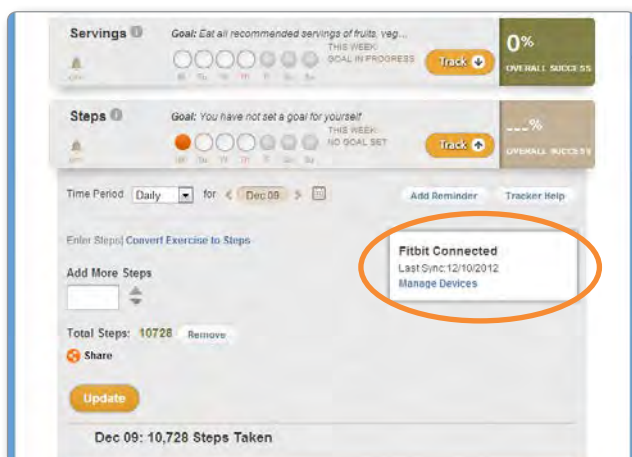 Servings
Goal: Eat all recommended servings of fruits, veg...
THIS WEEK:
GOAL IN PROGRESS
Track
0%
OVERALL SUCCESS
Steps
Goal: You have not set a goal for yourself
THIS WEEK:
NO GOAL SET
Track
---%
OVERALL SUCCESS
Time Period Daily for < Dec 09 >
Add Reminder
Tracker Help
Enter Steps| Convert Exercise to Steps
Fitbit Connected
Last Sync:12/10/2012
Manage Devices
Add More Steps
Total Steps: 10728 Remove
Share
Update
Dec 09: 10,728 Steps Taken